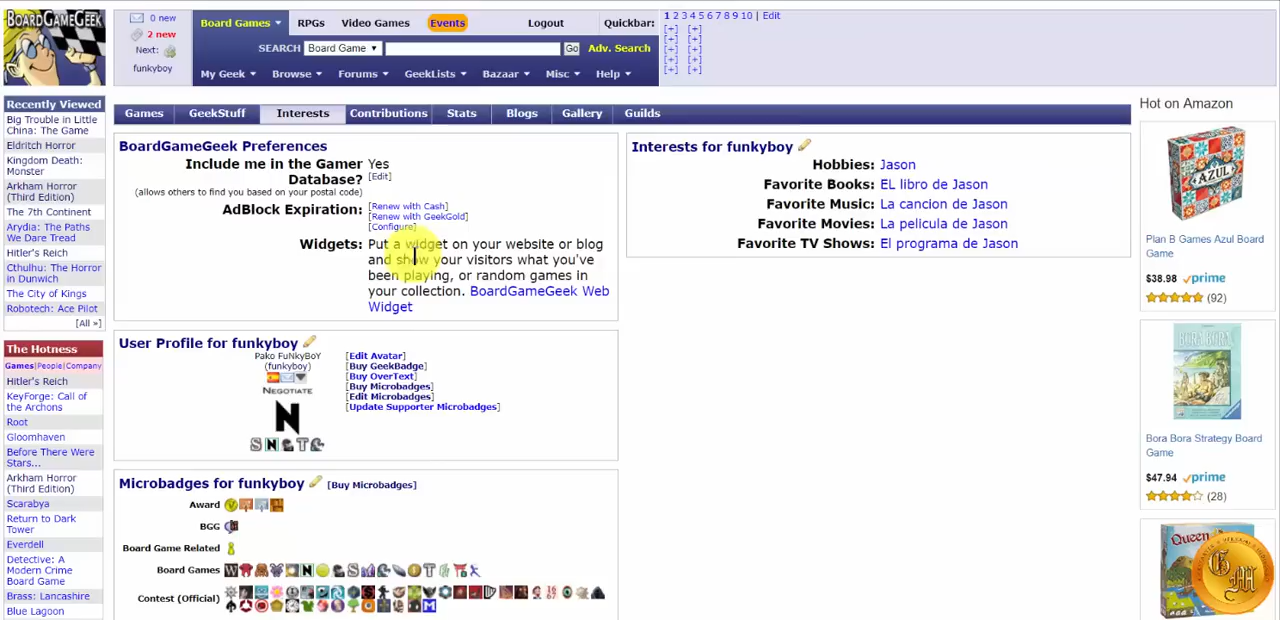 BOARDGAMEGEEK
0 new
2 new
Next:
funkyboy
Board Games
RPGs
Video Games
Events
Logout
Quickbar:
1 2 3 4 5 6 7 8 9 10 | Edit
[+] [+]
[+] [+]
[+] [+]
[+] [+]
[+] [+]
SEARCH Board Game Go Adv. Search
My Geek Browse Forums GeekLists Bazaar Misc Help
Recently Viewed
Big Trouble in Little
China: The Game
Eldritch Horror
Kingdom Death:
Monster
Arkham Horror
(Third Edition)
The 7th Continent
Arydia: The Paths
We Dare Tread
Hitler's Reich
Cthulhu: The Horror
in Dunwich
The City of Kings
Robotech: Ace Pilot
[All »]
The Hotness
Games|People|Company
Hitler's Reich
KeyForge: Call of
the Archons
Root
Gloomhaven
Before There Were
Stars...
Arkham Horror
(Third Edition)
Scarabya
Return to Dark
Tower
Everdell
Detective: A
Modern Crime
Board Game
Brass: Lancashire
Blue Lagoon
Games GeekStuff Interests Contributions Stats Blogs Gallery Guilds
BoardGameGeek Preferences
Include me in the Gamer Database? Yes
[Edit]
(allows others to find you based on your postal code)
AdBlock Expiration: [Renew with Cash]
[Renew with GeekGold]
[Configure]
Widgets: Put a widget on your website or blog
and show your visitors what you've
been playing, or random games in
your collection. BoardGameGeek Web
Widget
User Profile for funkyboy
Pako FuNkyBoY
(funkyboy)
NEGOTIATE
N
S N T
[Edit Avatar]
[Buy GeekBadge]
[Buy OverText]
[Buy Microbadges]
[Edit Microbadges]
[Update Supporter Microbadges]
Microbadges for funkyboy [Buy Microbadges]
Award
BGG
Board Game Related
Board Games
Contest (Official)
Interests for funkyboy
Hobbies: Jason
Favorite Books: EL libro de Jason
Favorite Music: La cancion de Jason
Favorite Movies: La pelicula de Jason
Favorite TV Shows: El programa de Jason
Hot on Amazon
AZUL
Plan B Games Azul Board
Game
$38.98 prime
(92)
BORA BORA
Bora Bora Strategy Board
Game
$47.94 prime
(28)
Queen
GM